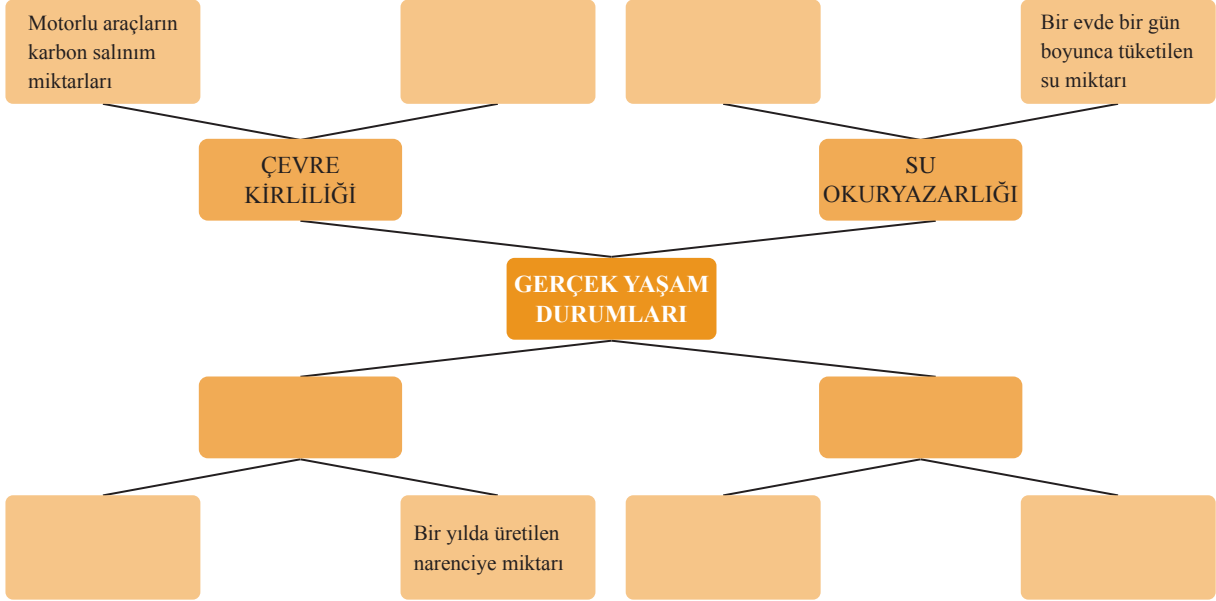 Motorlu araçların
karbon salınım
miktarları
Bir evde bir gün
boyunca tüketilen
su miktarı
ÇEVRE
KİRLİLİĞİ
SU
OKURYAZARLIĞI
GERÇEK YAŞAM
DURUMLARI
Bir yılda üretilen
narenciye miktarı